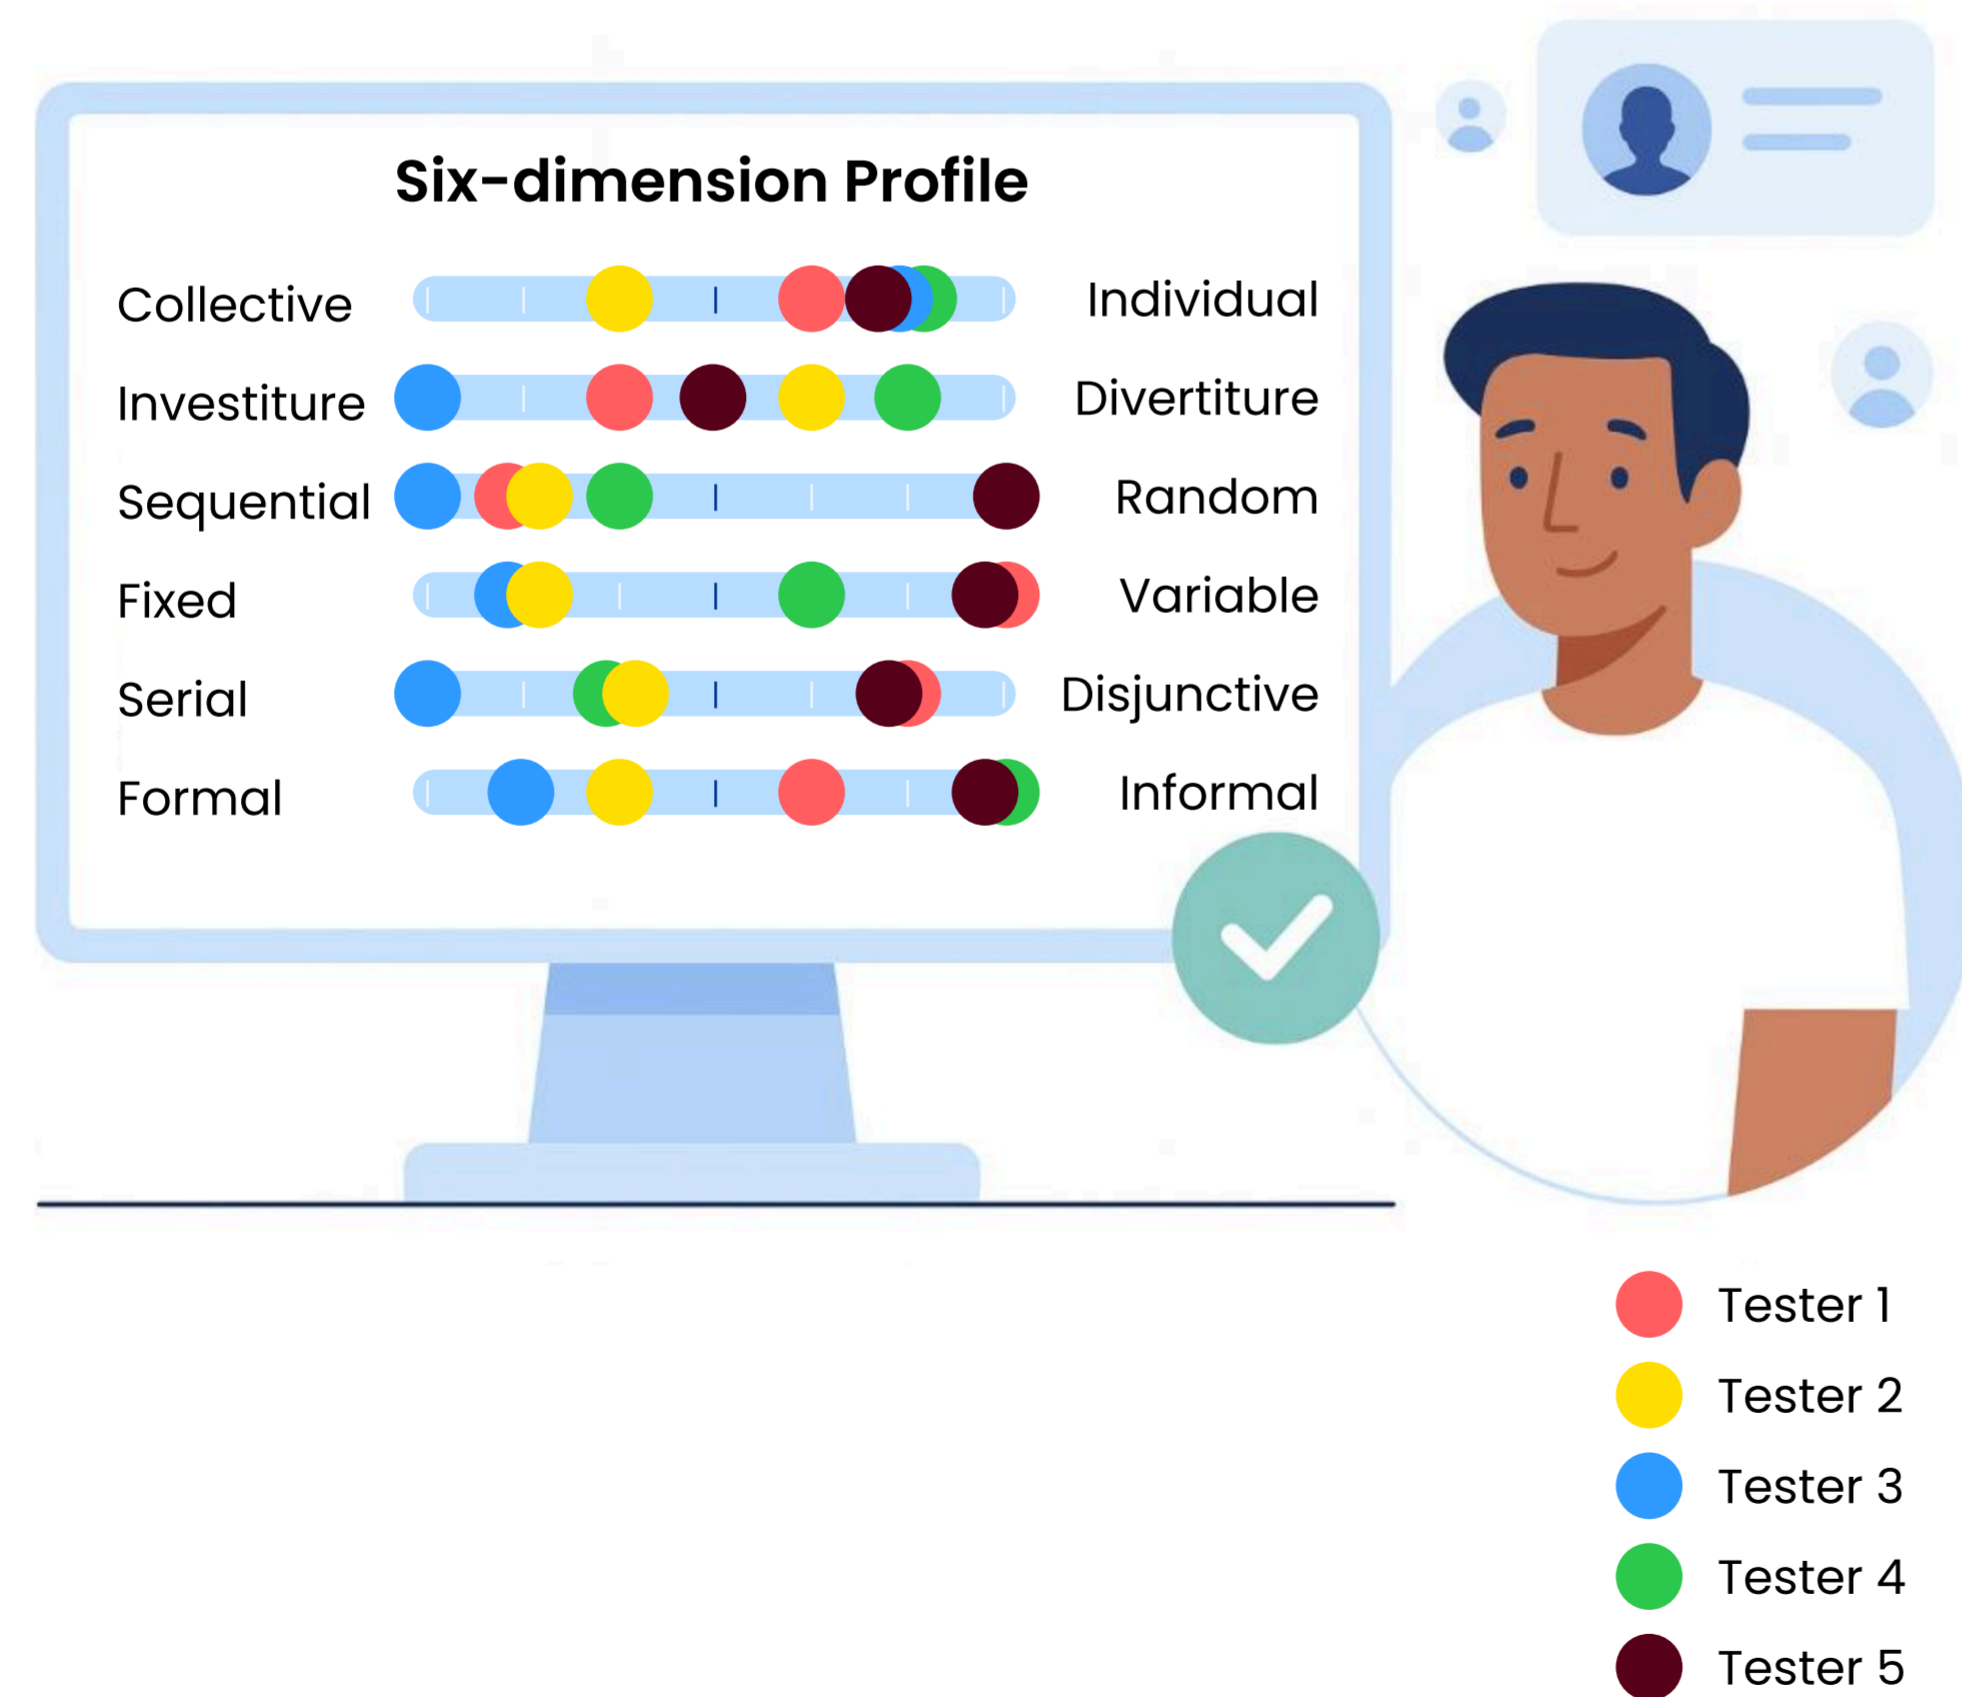 Six-dimension Profile
Collective Individual
Investiture Divertiture
Sequential Random
Fixed Variable
Serial Disjunctive
Formal Informal
Tester 1
Tester 2
Tester 3
Tester 4
Tester 5